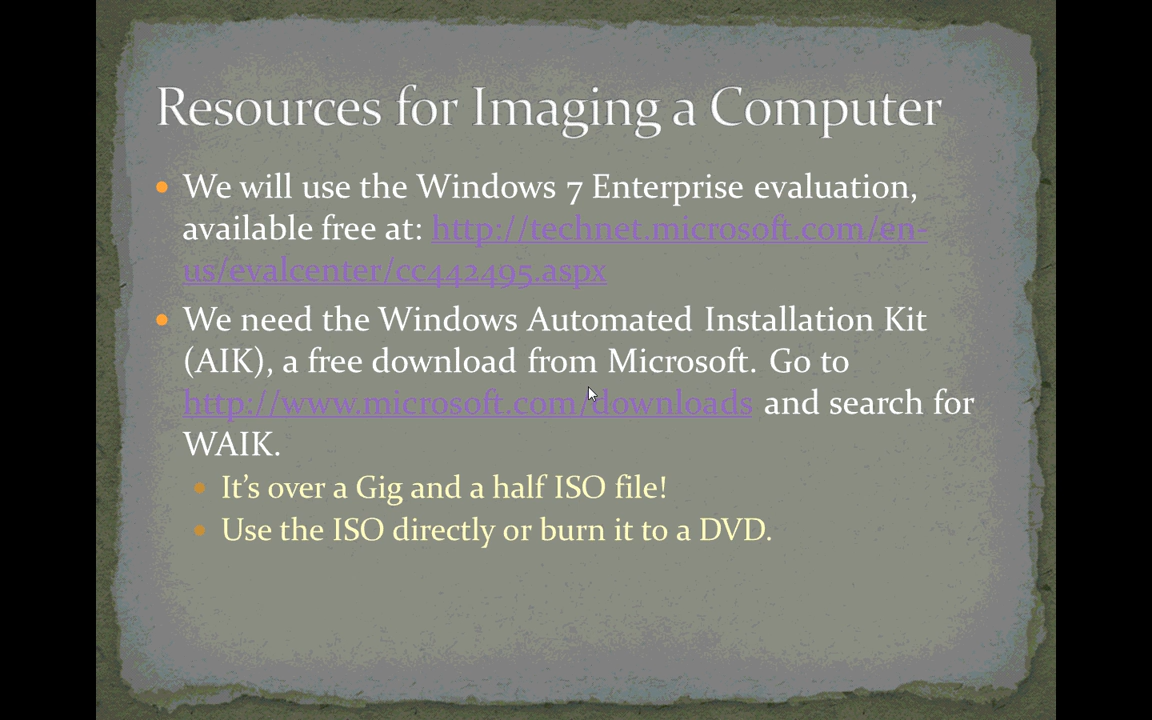 Resources for Imaging a Computer
We will use the Windows 7 Enterprise evaluation,
available free at: http://technet.microsoft.com/en-
us/evalcenter/cc442495.aspx
We need the Windows Automated Installation Kit
(AIK), a free download from Microsoft. Go to
http://www.microsoft.com/downloads and search for
WAIK.
It’s over a Gig and a half ISO file!
Use the ISO directly or burn it to a DVD.